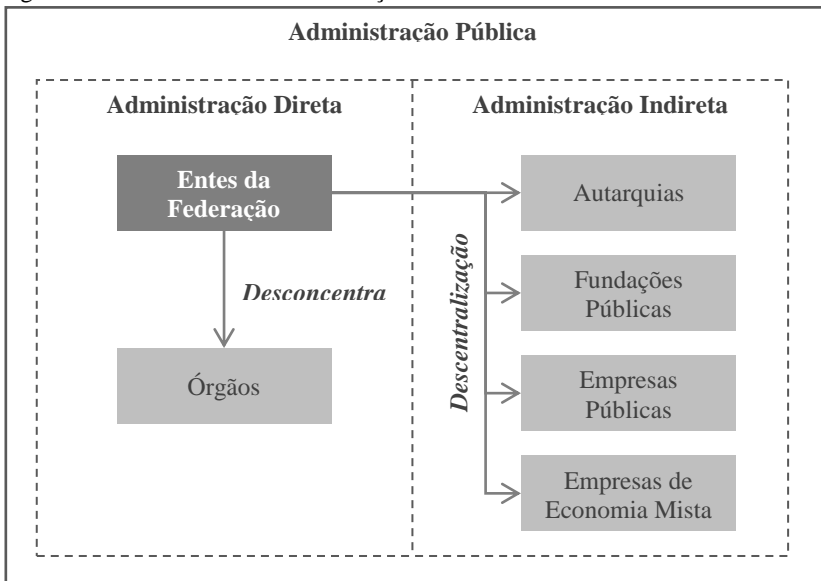 Administração Pública
Administração Direta
Administração Indireta
Entes da
Federação
Autarquias
Desconcentra
Descentralização
Fundações
Públicas
Órgãos
Empresas
Públicas
Empresas de
Economia Mista